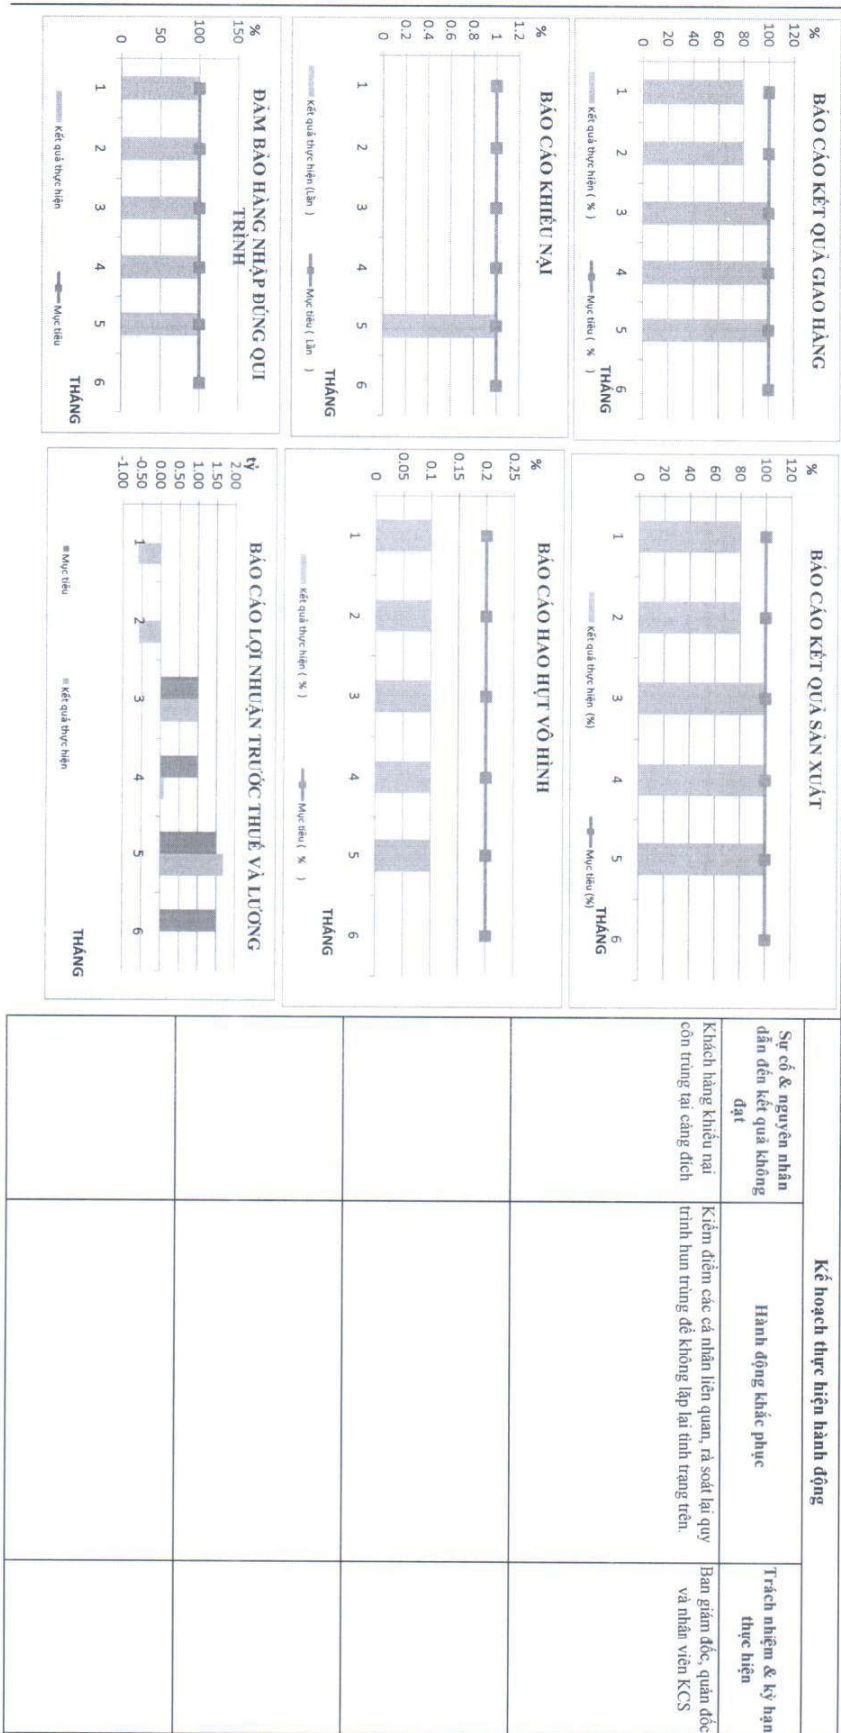 BÁO CÁO KẾT QUẢ GIAO HÀNG
%
120
100
80
60
40
20
0
1 2 3 4 5 6
THÁNG
Kết quả thực hiện ( % ) Mục tiêu ( % )
BÁO CÁO KẾT QUẢ SẢN XUẤT
%
120
100
80
60
40
20
0
1 2 3 4 5 6
THÁNG
Kết quả thực hiện (%) Mục tiêu (%)
BÁO CÁO KHIẾU NẠI
%
1.2
1
0.8
0.6
0.4
0.2
0
1 2 3 4 5 6
THÁNG
Kết quả thực hiện (Lần ) Mục tiêu ( Lần )
BÁO CÁO HAO HỤT VÔ HÌNH
%
0.25
0.2
0.15
0.1
0.05
0
1 2 3 4 5 6
THÁNG
Kết quả thực hiện ( % ) Mục tiêu ( % )
ĐẢM BẢO HÀNG NHẬP ĐÚNG QUI
TRÌNH
%
150
100
50
0
1 2 3 4 5 6
THÁNG
Kết quả thực hiện Mục tiêu
BÁO CÁO LỢI NHUẬN TRƯỚC THUẾ VÀ LƯƠNG
tỷ
2.00
1.50
1.00
0.50
0.00
-0.50
-1.00
1 2 3 4 5 6
THÁNG
Mục tiêu Kết quả thực hiện
Kế hoạch thực hiện hành động
Sự cố & nguyên nhân
dẫn đến kết quả không
đạt
Hành động khắc phục
Trách nhiệm & kỳ hạn
thực hiện
Khách hàng khiếu nại
côn trùng tại cảng đích
Kiểm điểm các cá nhân liên quan, rà soát lại quy
trình hun trùng để không lặp lại tình trạng trên.
Ban giám đốc, quản đốc
và nhân viên KCS